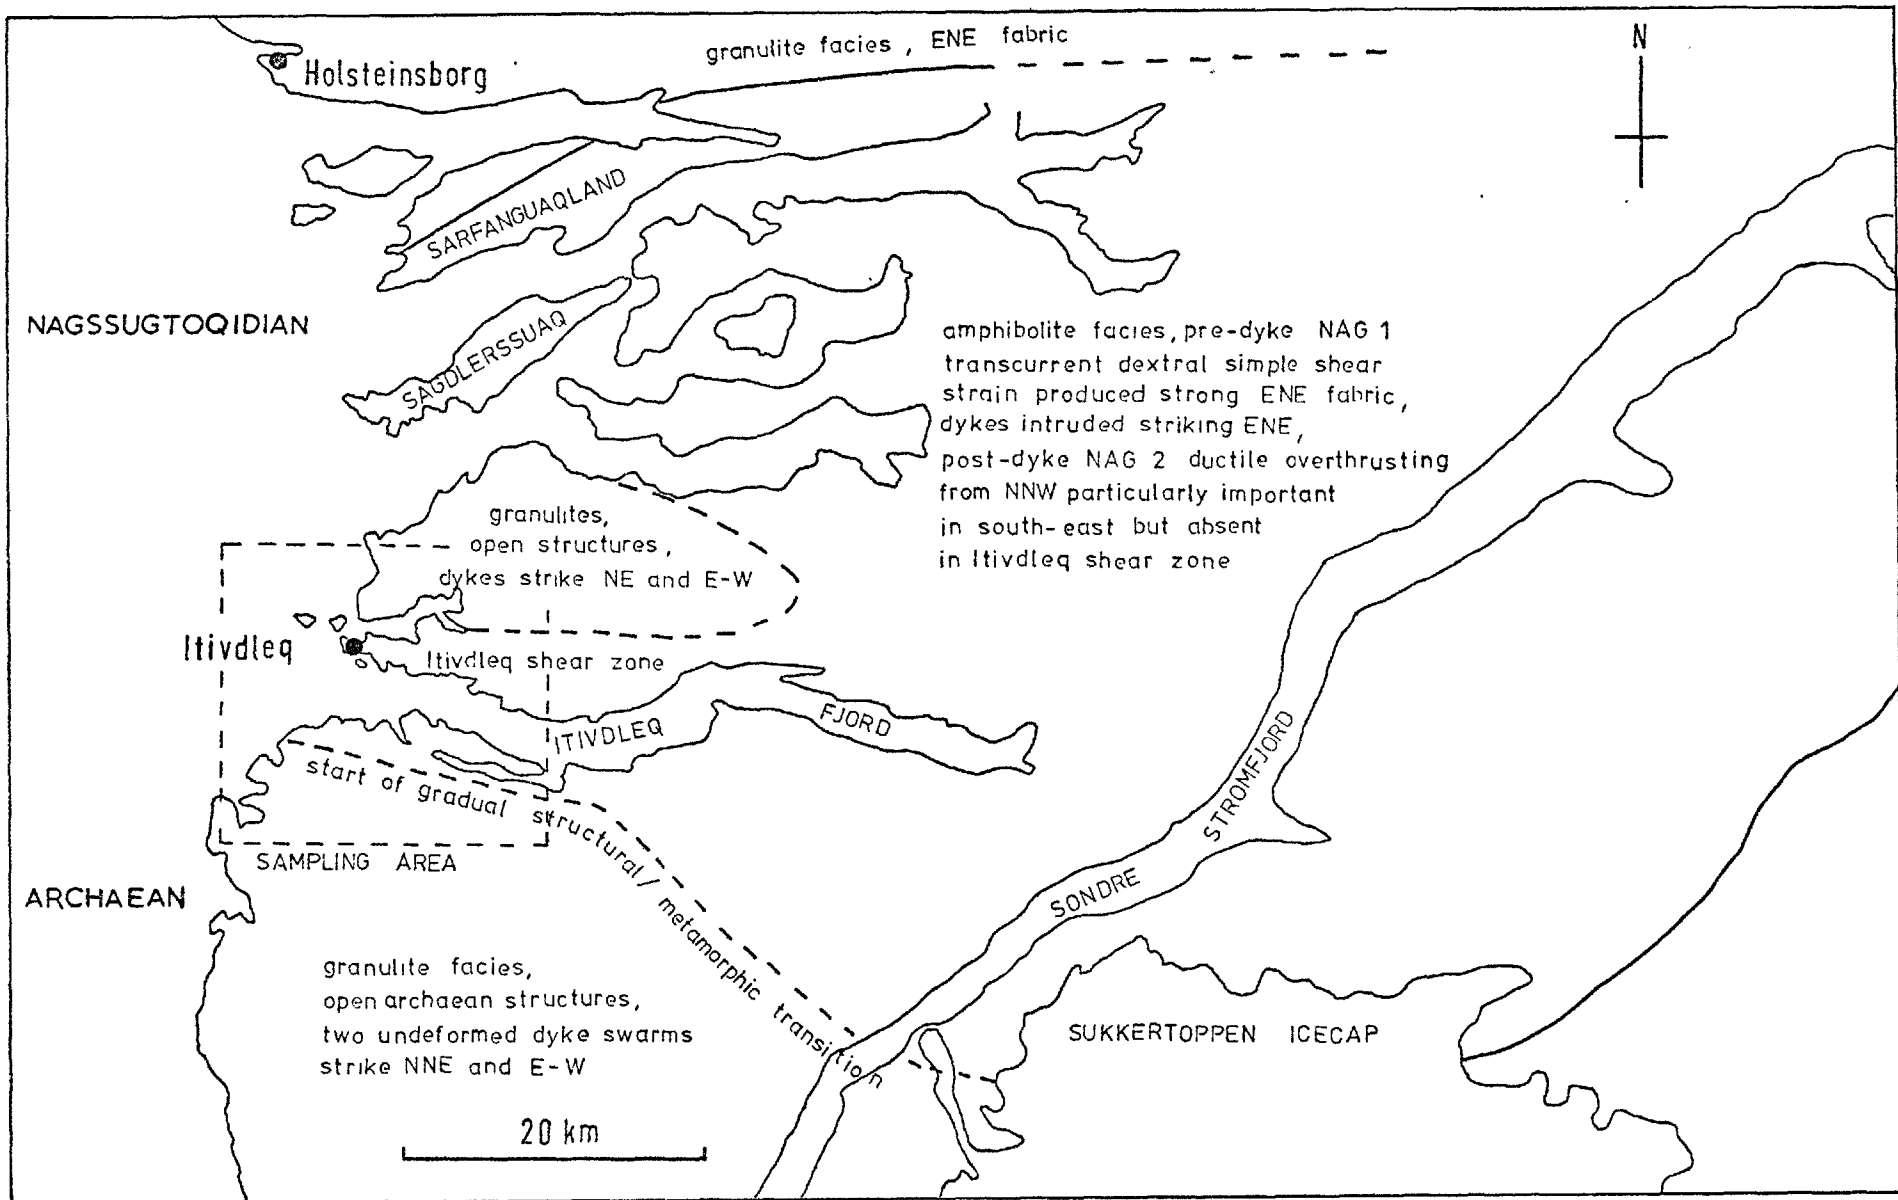 granulite facies, ENE fabric
N
Holsteinsborg
SARFANGUAQLAND
NAGSSUGTOQIDIAN
SAGDLERSSUAQ
amphibolite facies, pre-dyke NAG 1
transcurrent dextral simple shear
strain produced strong ENE fabric,
dykes intruded striking ENE,
post-dyke NAG 2 ductile overthrusting
from NNW particularly important
in south-east but absent
in Itivdleq shear zone
granulites,
open structures,
dykes strike NE and E-W
Itivdleq
Itivdleq shear zone
ITIVDLEQ FJORD
start of gradual structural/metamorphic transition
SAMPLING AREA
SONDRE STROMFJORD
ARCHAEAN
granulite facies,
open archaean structures,
two undeformed dyke swarms
strike NNE and E-W
SUKKERTOPPEN ICECAP
20 km